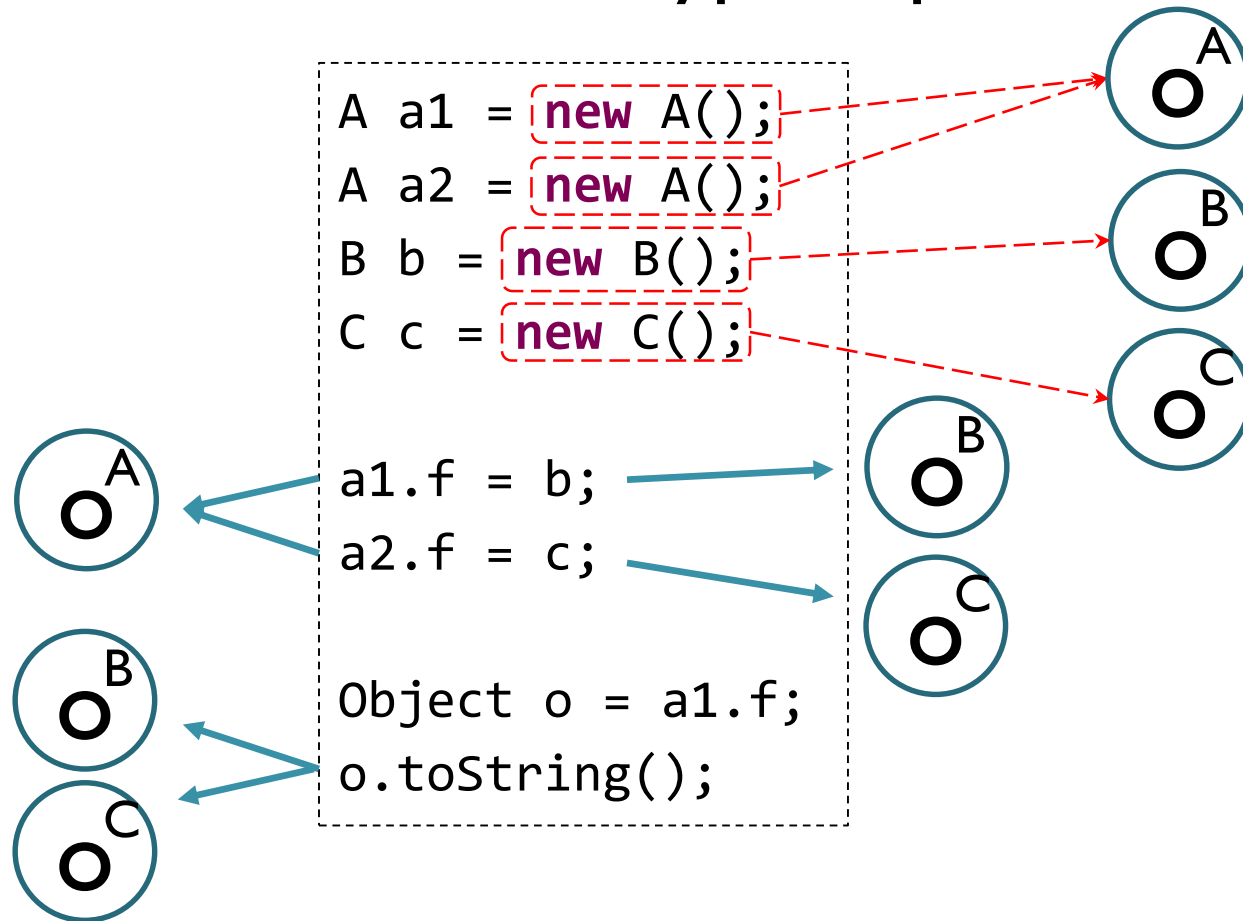 A a1 = new A();
A a2 = new A();
B b = new B();
C c = new C();
a1.f = b;
a2.f = c;
Object o = a1.f;
o.toString();
A
O
B
O
C
O
A
O
B
O
C
O
B
O
C
O